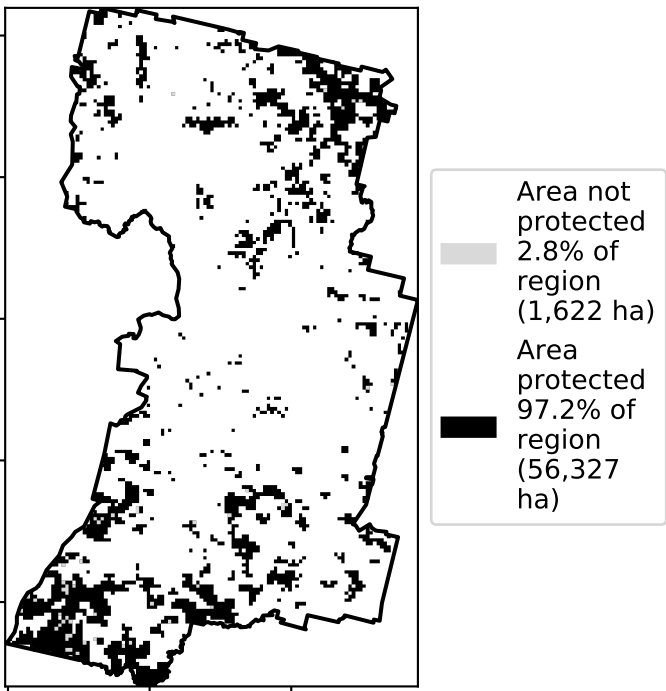 Area not
protected
2.8% of
region
(1,622 ha)
Area
protected
97.2% of
region
(56,327
ha)